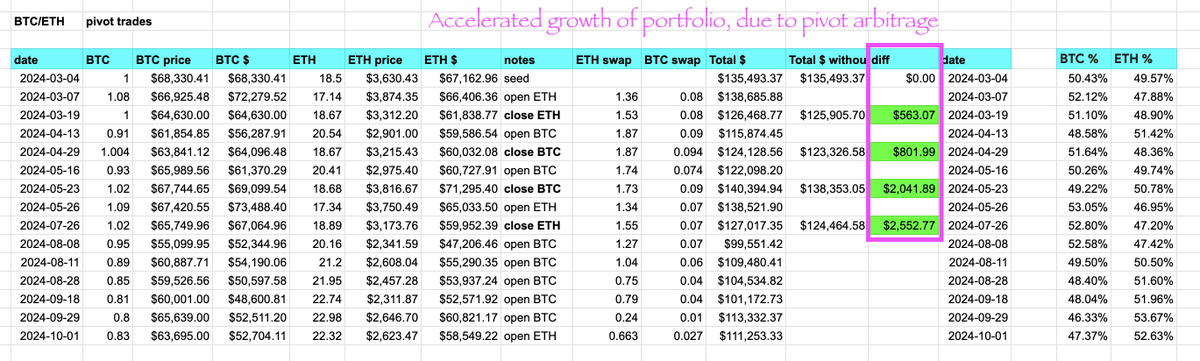 BTC/ETH pivot trades Accelerated growth of portfolio, due to pivot arbitrage
date BTC BTC price BTC $ ETH ETH price ETH $ notes ETH swap BTC swap Total $ Total $ withou diff date BTC % ETH %
2024-03-04 1 $68,330.41 $68,330.41 18.5 $3,630.43 $67,162.96 seed $135,493.37 $135,493.37 $0.00 2024-03-04 50.43% 49.57%
2024-03-07 1.08 $66,925.48 $72,279.52 17.14 $3,874.35 $66,406.36 open ETH 1.36 0.08 $138,685.88 2024-03-07 52.12% 47.88%
2024-03-19 1 $64,630.00 $64,630.00 18.67 $3,312.20 $61,838.77 close ETH 1.53 0.08 $126,468.77 $125,905.70 $563.07 2024-03-19 51.10% 48.90%
2024-04-13 0.91 $61,854.85 $56,287.91 20.54 $2,901.00 $59,586.54 open BTC 1.87 0.09 $115,874.45 2024-04-13 48.58% 51.42%
2024-04-29 1.004 $63,841.12 $64,096.48 18.67 $3,215.43 $60,032.08 close BTC 1.87 0.094 $124,128.56 $123,326.58 $801.99 2024-04-29 51.64% 48.36%
2024-05-16 0.93 $65,989.56 $61,370.29 20.41 $2,975.40 $60,727.91 open BTC 1.74 0.074 $122,098.20 2024-05-16 50.26% 49.74%
2024-05-23 1.02 $67,744.65 $69,099.54 18.68 $3,816.67 $71,295.40 close BTC 1.73 0.09 $140,394.94 $138,353.05 $2,041.89 2024-05-23 49.22% 50.78%
2024-05-26 1.09 $67,420.55 $73,488.40 17.34 $3,750.49 $65,033.50 open ETH 1.34 0.07 $138,521.90 2024-05-26 53.05% 46.95%
2024-07-26 1.02 $65,749.96 $67,064.96 18.89 $3,173.76 $59,952.39 close ETH 1.55 0.07 $127,017.35 $124,464.58 $2,552.77 2024-07-26 52.80% 47.20%
2024-08-08 0.95 $55,099.95 $52,344.96 20.16 $2,341.59 $47,206.46 open BTC 1.27 0.07 $99,551.42 2024-08-08 52.58% 47.42%
2024-08-11 0.89 $60,887.71 $54,190.06 21.2 $2,608.04 $55,290.35 open BTC 1.04 0.06 $109,480.41 2024-08-11 49.50% 50.50%
2024-08-28 0.85 $59,526.56 $50,597.58 21.95 $2,457.28 $53,937.24 open BTC 0.75 0.04 $104,534.82 2024-08-28 48.40% 51.60%
2024-09-18 0.81 $60,001.00 $48,600.81 22.74 $2,311.87 $52,571.92 open BTC 0.79 0.04 $101,172.73 2024-09-18 48.04% 51.96%
2024-09-29 0.8 $65,639.00 $52,511.20 22.98 $2,646.70 $60,821.17 open BTC 0.24 0.01 $113,332.37 2024-09-29 46.33% 53.67%
2024-10-01 0.83 $63,695.00 $52,704.11 22.32 $2,623.47 $58,549.22 open ETH 0.663 0.027 $111,253.33 2024-10-01 47.37% 52.63%